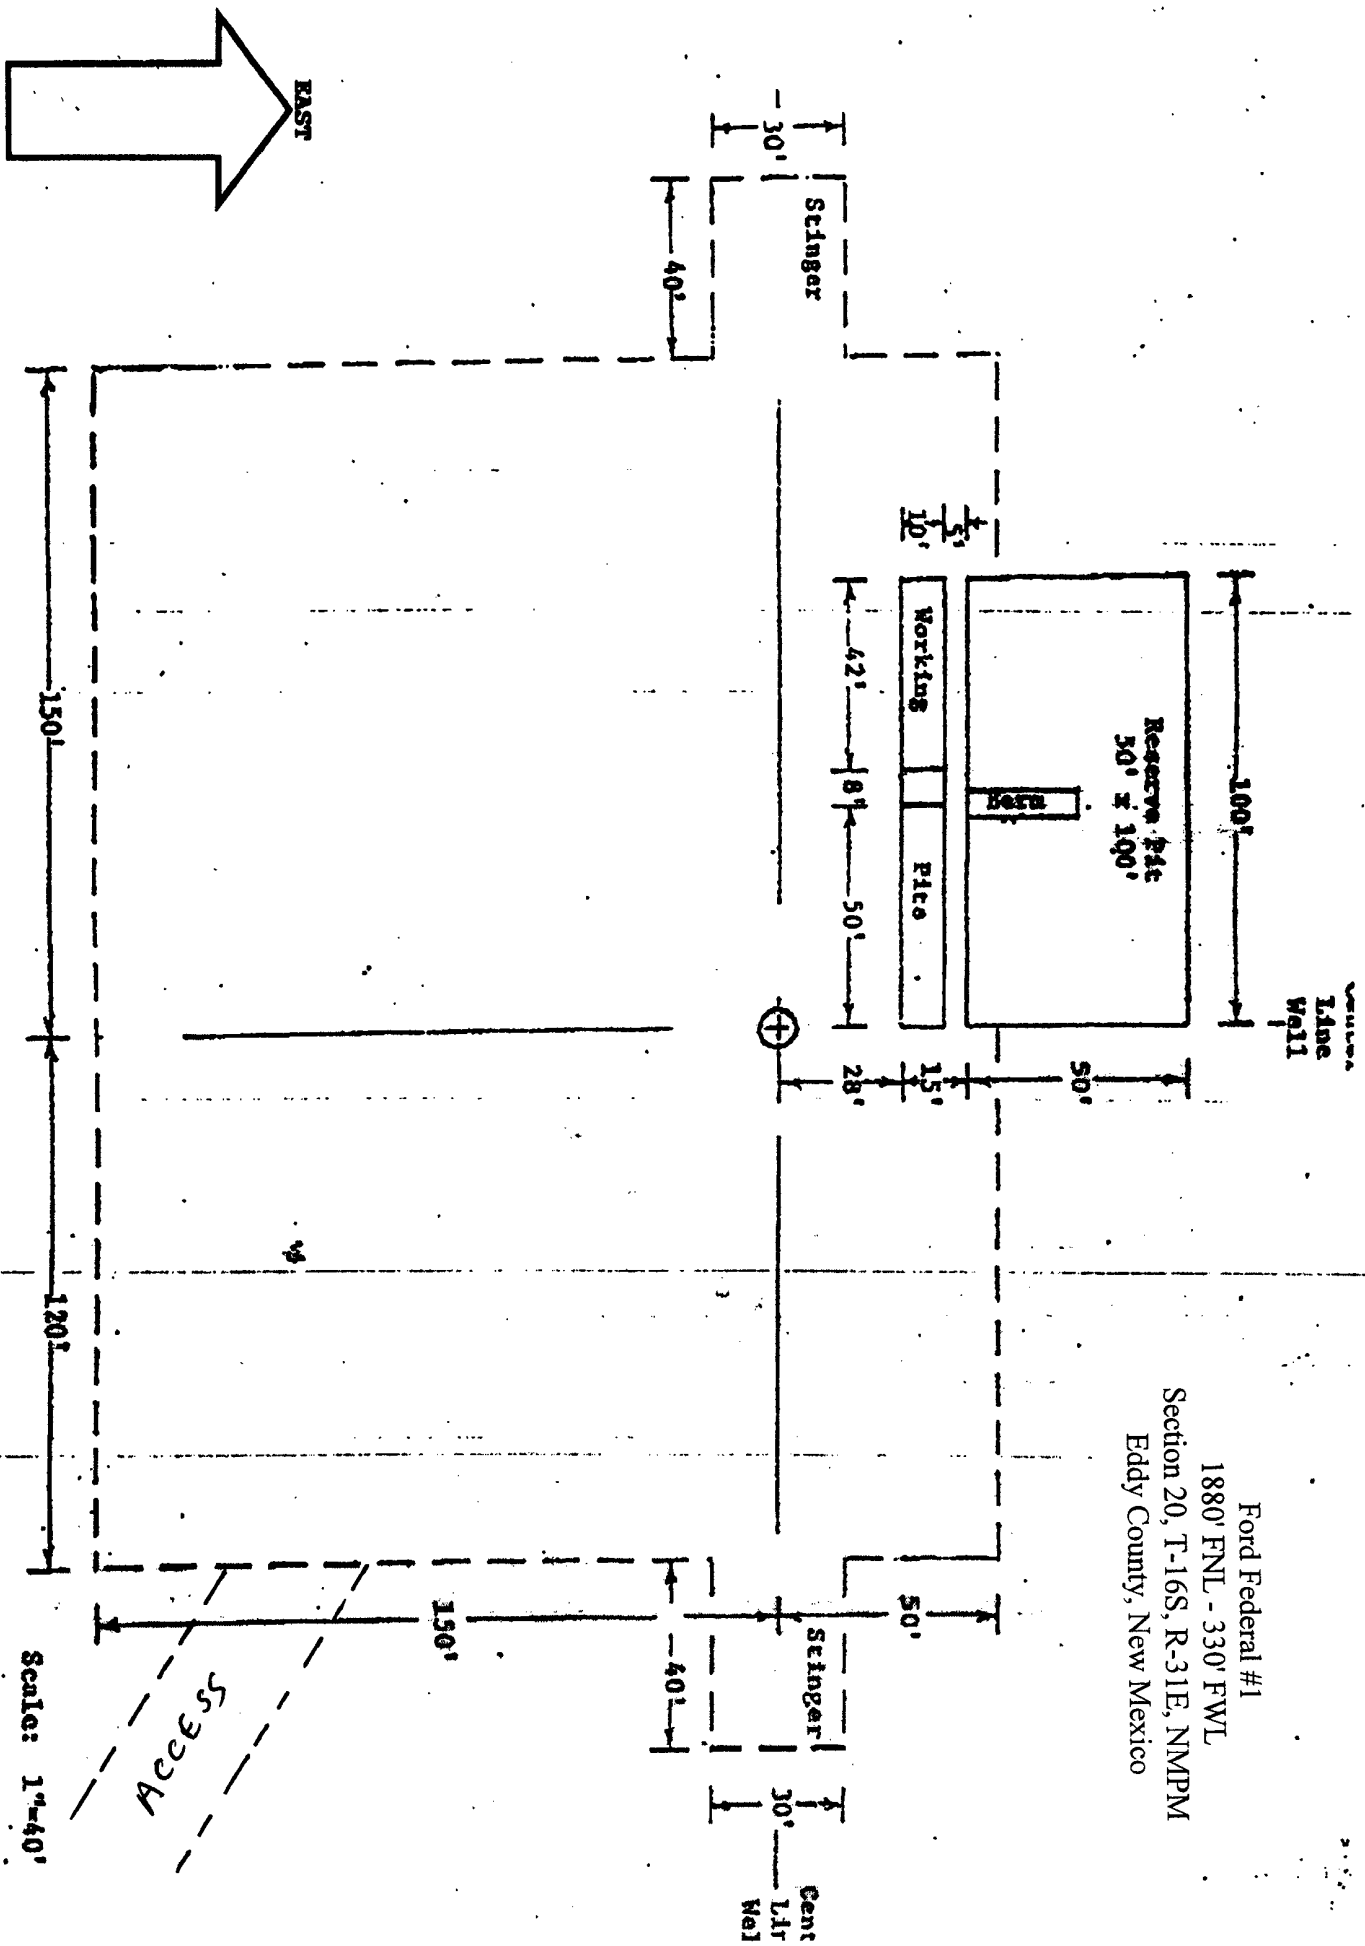 Ford Federal #1
1880' FNL - 330' FWL
Section 20, T-16S, R-31E, NMPM
Eddy County, New Mexico
Line
Well
100'
Reserve Pit
50' x 100'
Berm
50'
15'
28'
5'
10'
Working
Pits
42'
8'
50'
30'
Stinger
40'
EAST
50'
150'
Stinger
40'
30'
150'
120'
ACCESS
Scale: 1"=40'